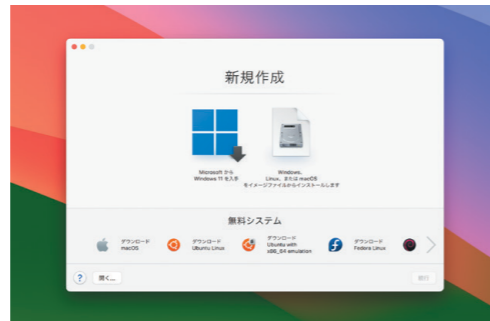 新規作成
Microsoft から
Windows 11 を入手
Windows、
Linux、または macOS
をイメージファイルからインストールします
無料システム
ダウンロード
macOS
ダウンロード
Ubuntu Linux
ダウンロード
Ubuntu with
x86_64 emulation
ダウンロード
Fedora Linux
?
開く...
続行